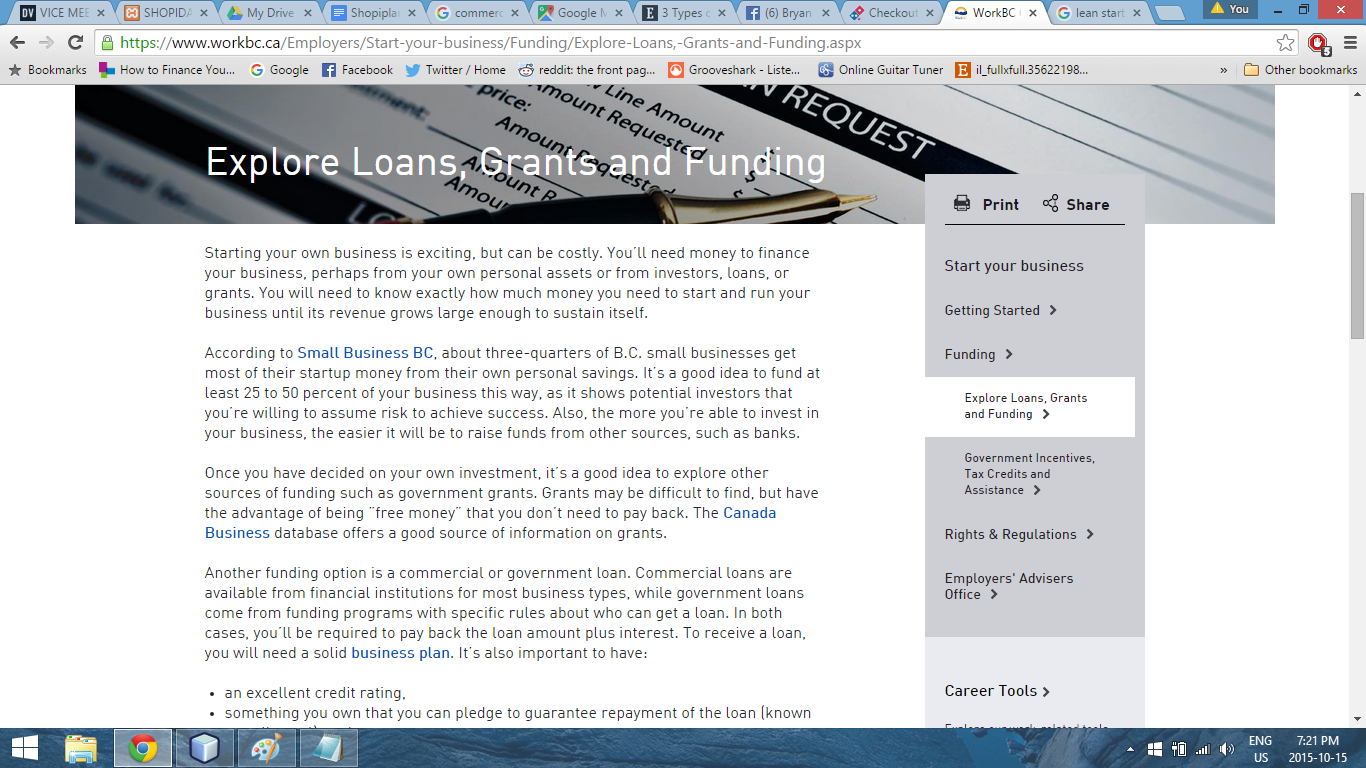 VICE MEE
SHOPIDA
My Drive
Shopiplan
commerc
Google M
3 Types o
(6) Bryan
Checkout
WorkBC
lean start
You
https://www.workbc.ca/Employers/Start-your-business/Funding/Explore-Loans,-Grants-and-Funding.aspx
5
Bookmarks
How to Finance You...
Google
Facebook
Twitter / Home
reddit: the front pag...
Grooveshark - Liste...
Online Guitar Tuner
il_fullxfull.35622198...
»
Other bookmarks
price:
Line Amount
Amount Requested
Amount Requested
Amount
REQUEST
Explore Loans, Grants and Funding
Print
Share
Starting your own business is exciting, but can be costly. You’ll need money to finance
your business, perhaps from your own personal assets or from investors, loans, or
grants. You will need to know exactly how much money you need to start and run your
business until its revenue grows large enough to sustain itself.
According to Small Business BC, about three-quarters of B.C. small businesses get
most of their startup money from their own personal savings. It’s a good idea to fund at
least 25 to 50 percent of your business this way, as it shows potential investors that
you’re willing to assume risk to achieve success. Also, the more you’re able to invest in
your business, the easier it will be to raise funds from other sources, such as banks.
Once you have decided on your own investment, it’s a good idea to explore other
sources of funding such as government grants. Grants may be difficult to find, but have
the advantage of being “free money” that you don’t need to pay back. The Canada
Business database offers a good source of information on grants.
Another funding option is a commercial or government loan. Commercial loans are
available from financial institutions for most business types, while government loans
come from funding programs with specific rules about who can get a loan. In both
cases, you’ll be required to pay back the loan amount plus interest. To receive a loan,
you will need a solid business plan. It’s also important to have:
• an excellent credit rating,
• something you own that you can pledge to guarantee repayment of the loan (known
Start your business
Getting Started
Funding
Explore Loans, Grants
and Funding
Government Incentives,
Tax Credits and
Assistance
Rights & Regulations
Employers' Advisers
Office
Career Tools
Explore our work-related tools
ENG
US
7:21 PM
2015-10-15